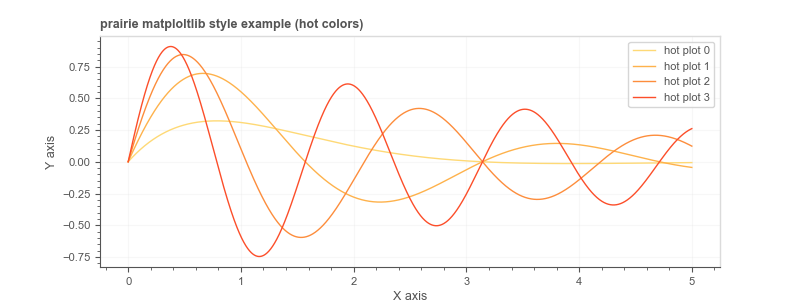 prairie matploltlib style example (hot colors)
hot plot 0
hot plot 1
hot plot 2
hot plot 3
Y axis
0.75
0.50
0.25
0.00
−0.25
−0.50
−0.75
0 1 2 3 4 5
X axis